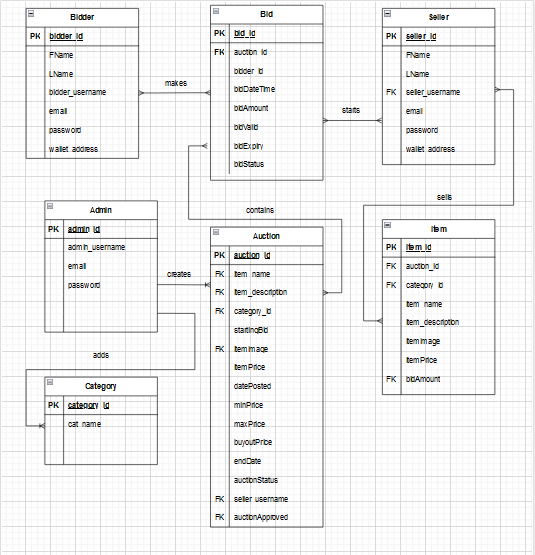 Bidder
PK bidder_id
FName
LName
bidder_username
email
password
wallet_address
makes
Bid
PK bid_id
FK auction_id
bidder_id
bidDateTime
bidAmount
bidValid
bidExpiry
bidStatus
starts
Seller
PK seller_id
FName
LName
FK seller_username
email
password
wallet_address
sells
contains
Admin
PK admin_id
admin_username
email
password
creates
adds
Category
PK category_id
cat_name
Auction
PK auction_id
FK item_name
FK item_description
FK category_id
startingBid
FK itemImage
itemPrice
datePosted
minPrice
maxPrice
buyoutPrice
endDate
auctionStatus
FK seller_username
FK auctionApproved
Item
PK item_id
FK auction_id
FK category_id
item_name
item_description
itemImage
itemPrice
FK bidAmount